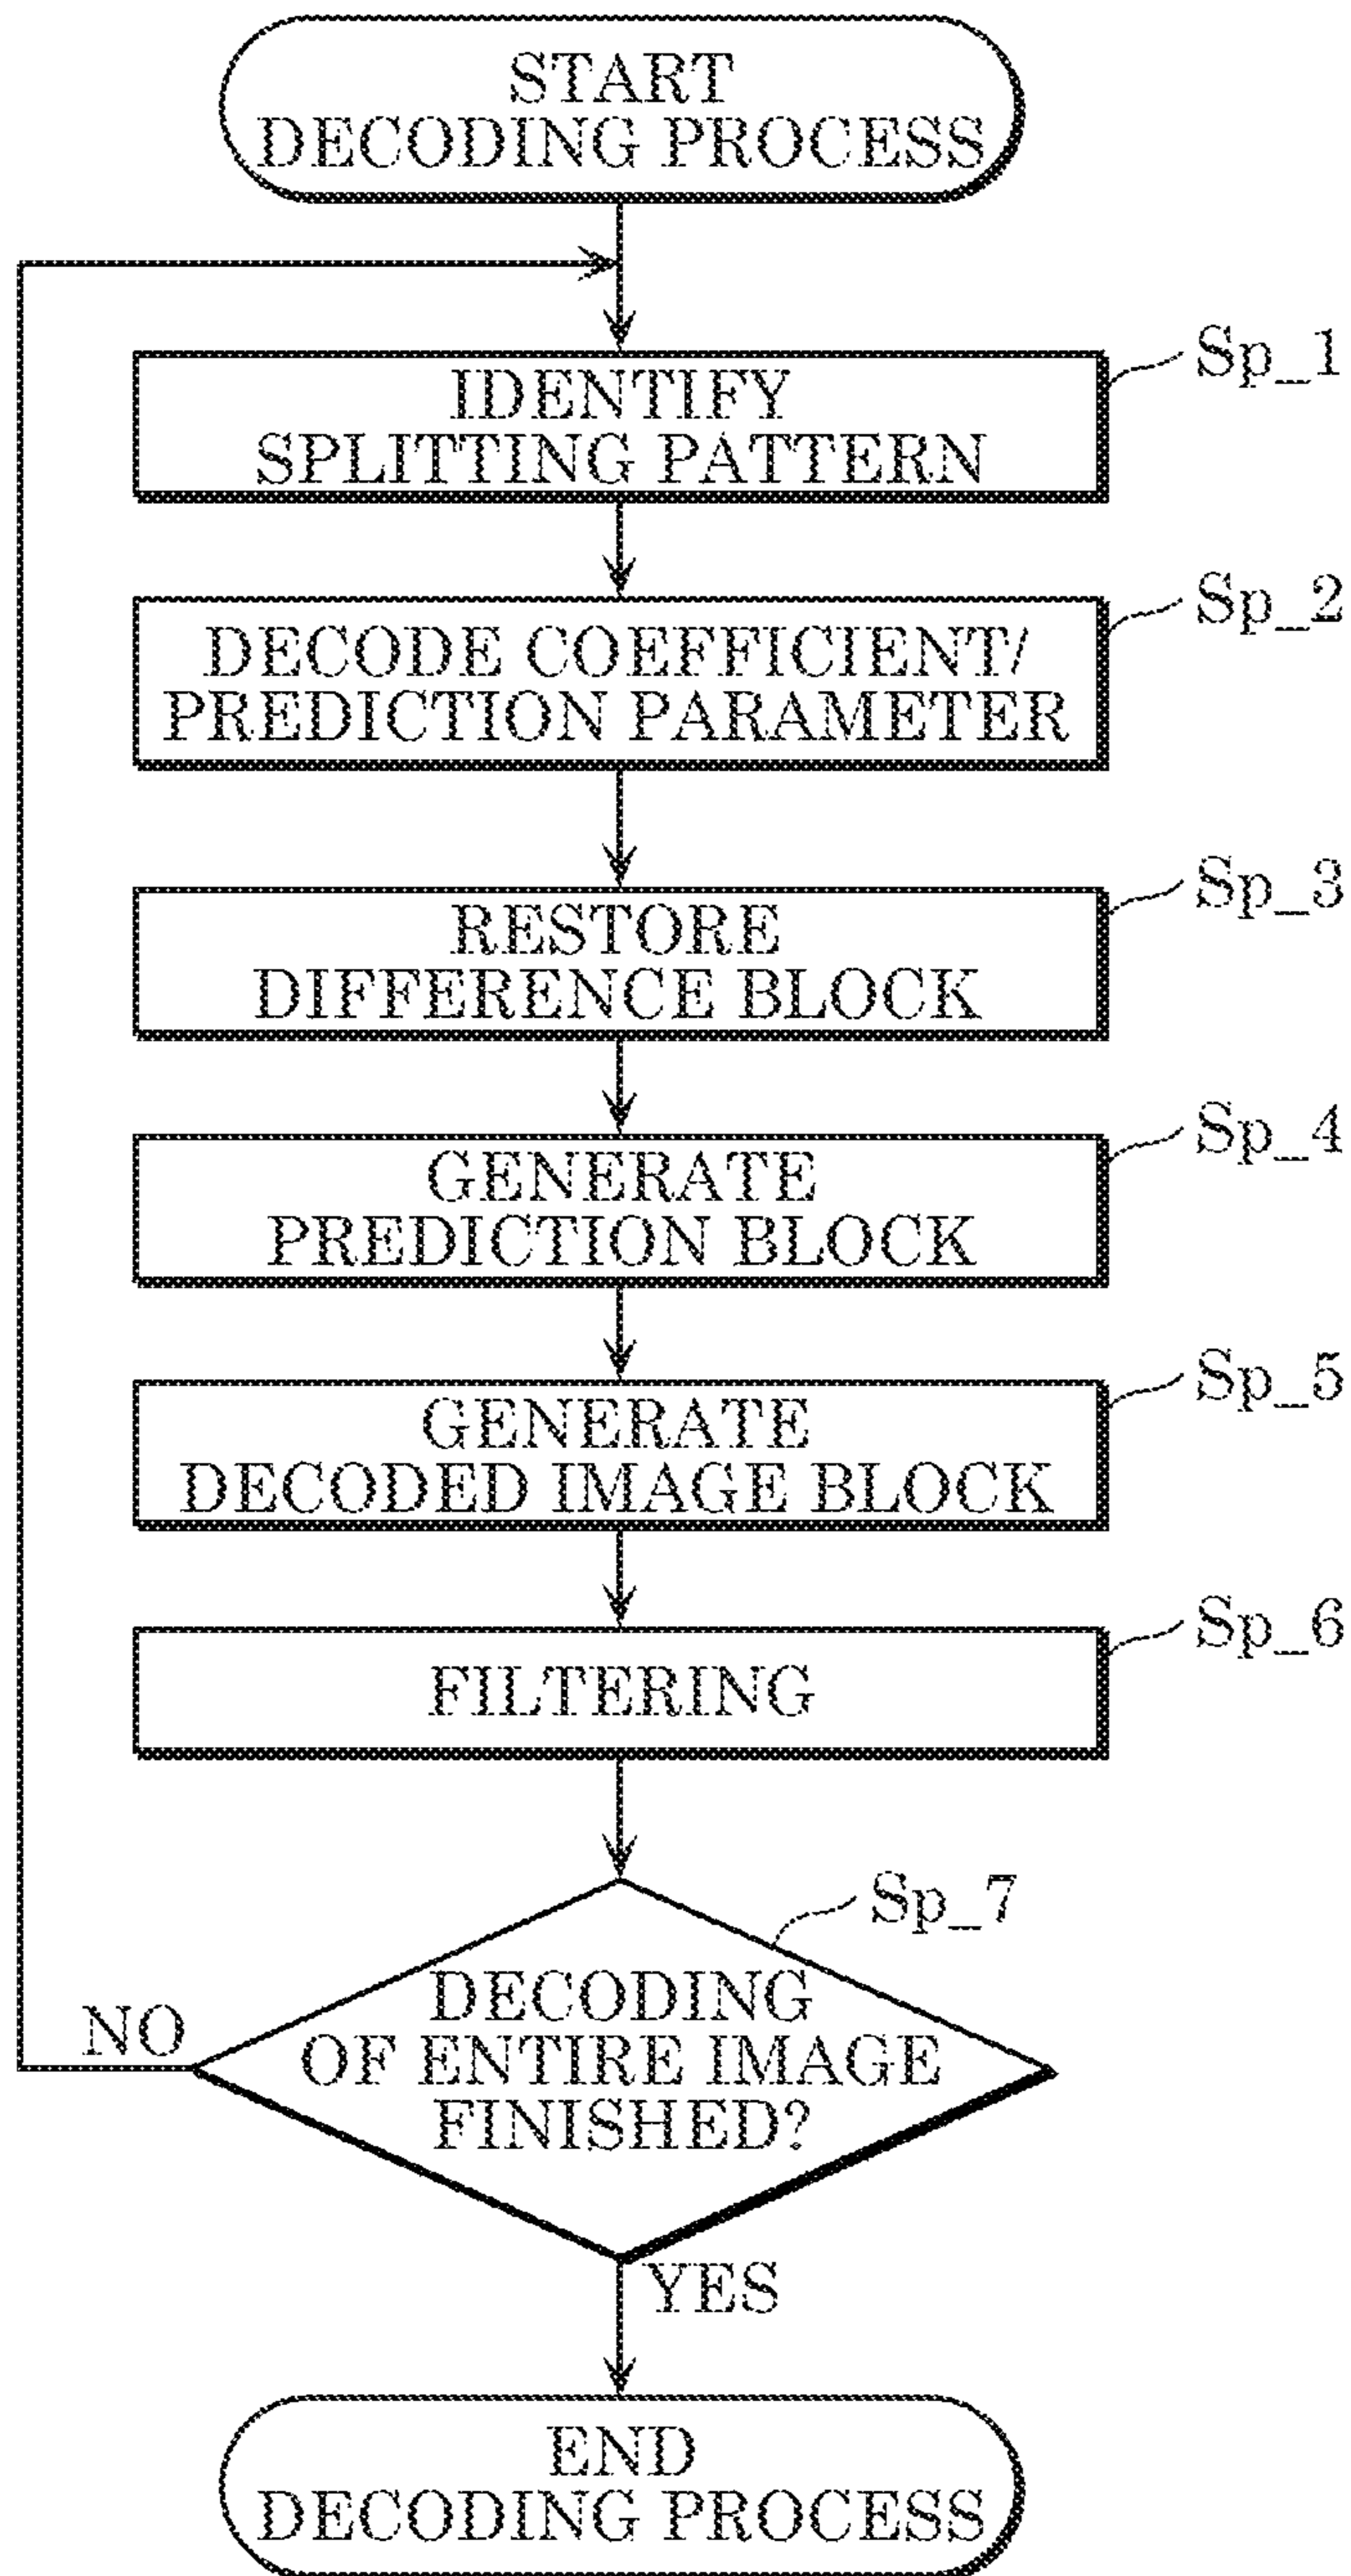 START
DECODING PROCESS
Sp_1
IDENTIFY
SPLITTING PATTERN
Sp_2
DECODE COEFFICIENT/
PREDICTION PARAMETER
Sp_3
RESTORE
DIFFERENCE BLOCK
Sp_4
GENERATE
PREDICTION BLOCK
Sp_5
GENERATE
DECODED IMAGE BLOCK
Sp_6
FILTERING
Sp_7
DECODING
OF ENTIRE IMAGE
FINISHED?
NO
YES
END
DECODING PROCESS